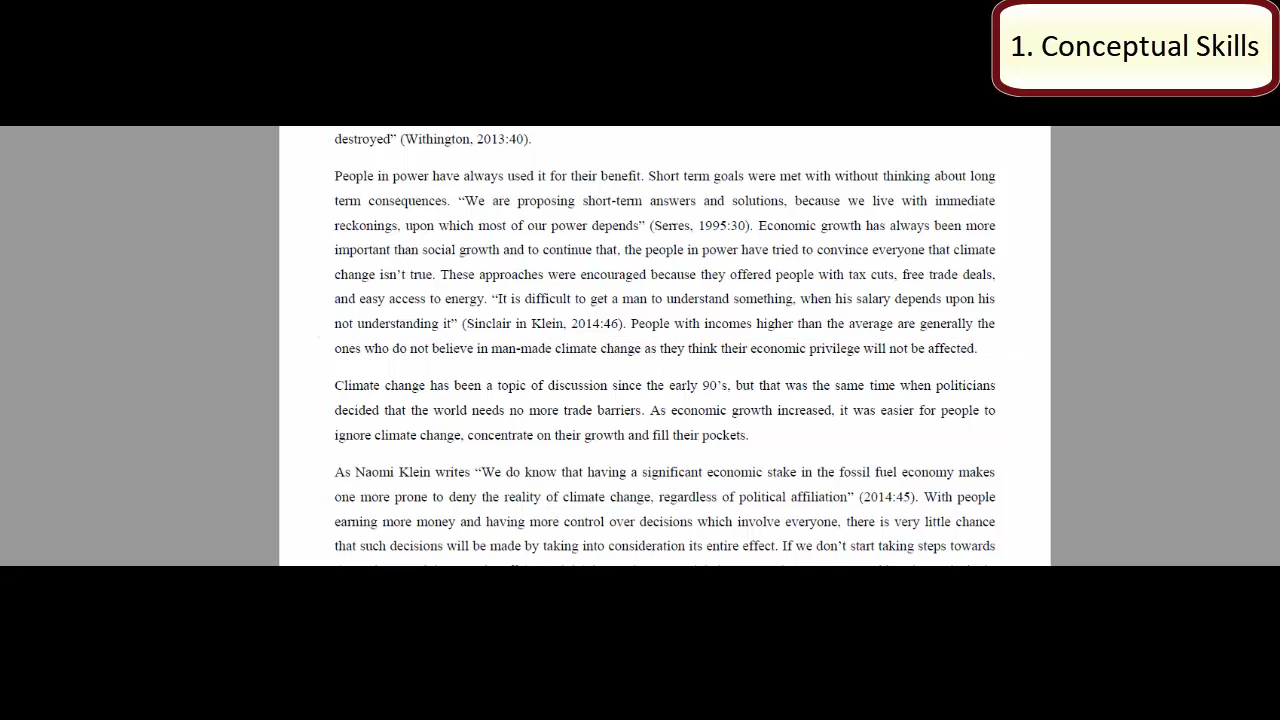 1. Conceptual Skills
destroyed” (Withington, 2013:40).
People in power have always used it for their benefit. Short term goals were met with without thinking about long
term consequences. “We are proposing short-term answers and solutions, because we live with immediate
reckonings, upon which most of our power depends” (Serres, 1995:30). Economic growth has always been more
important than social growth and to continue that, the people in power have tried to convince everyone that climate
change isn’t true. These approaches were encouraged because they offered people with tax cuts, free trade deals,
and easy access to energy. “It is difficult to get a man to understand something, when his salary depends upon his
not understanding it” (Sinclair in Klein, 2014:46). People with incomes higher than the average are generally the
ones who do not believe in man-made climate change as they think their economic privilege will not be affected.
Climate change has been a topic of discussion since the early 90’s, but that was the same time when politicians
decided that the world needs no more trade barriers. As economic growth increased, it was easier for people to
ignore climate change, concentrate on their growth and fill their pockets.
As Naomi Klein writes “We do know that having a significant economic stake in the fossil fuel economy makes
one more prone to deny the reality of climate change, regardless of political affiliation” (2014:45). With people
earning more money and having more control over decisions which involve everyone, there is very little chance
that such decisions will be made by taking into consideration its entire effect. If we don’t start taking steps towards